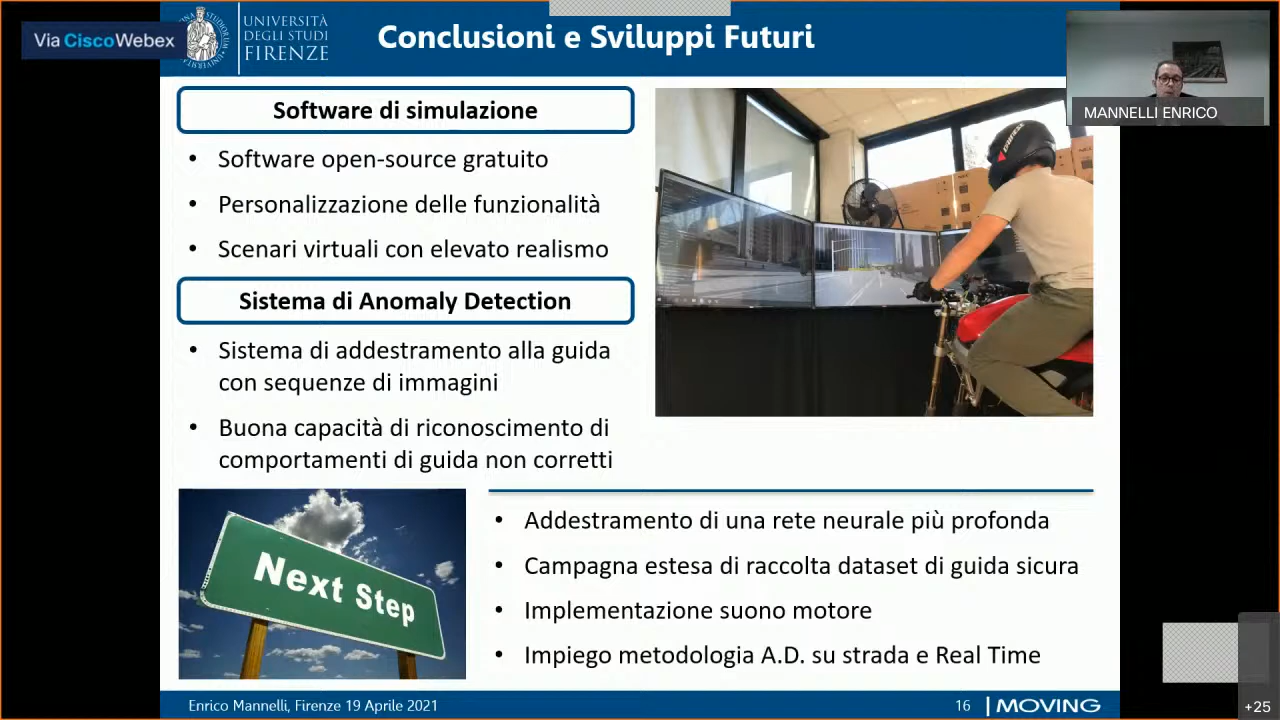 Via CiscoWebex
UNIVERSITÀ
DEGLI STUDI
FIRENZE
Conclusioni e Sviluppi Futuri
MANNELLI ENRICO
Software di simulazione
• Software open-source gratuito
• Personalizzazione delle funzionalità
• Scenari virtuali con elevato realismo
Sistema di Anomaly Detection
• Sistema di addestramento alla guida
con sequenze di immagini
• Buona capacità di riconoscimento di
comportamenti di guida non corretti
Next Step
• Addestramento di una rete neurale più profonda
• Campagna estesa di raccolta dataset di guida sicura
• Implementazione suono motore
• Impiego metodologia A.D. su strada e Real Time
Enrico Mannelli, Firenze 19 Aprile 2021
16
MOVING
+25